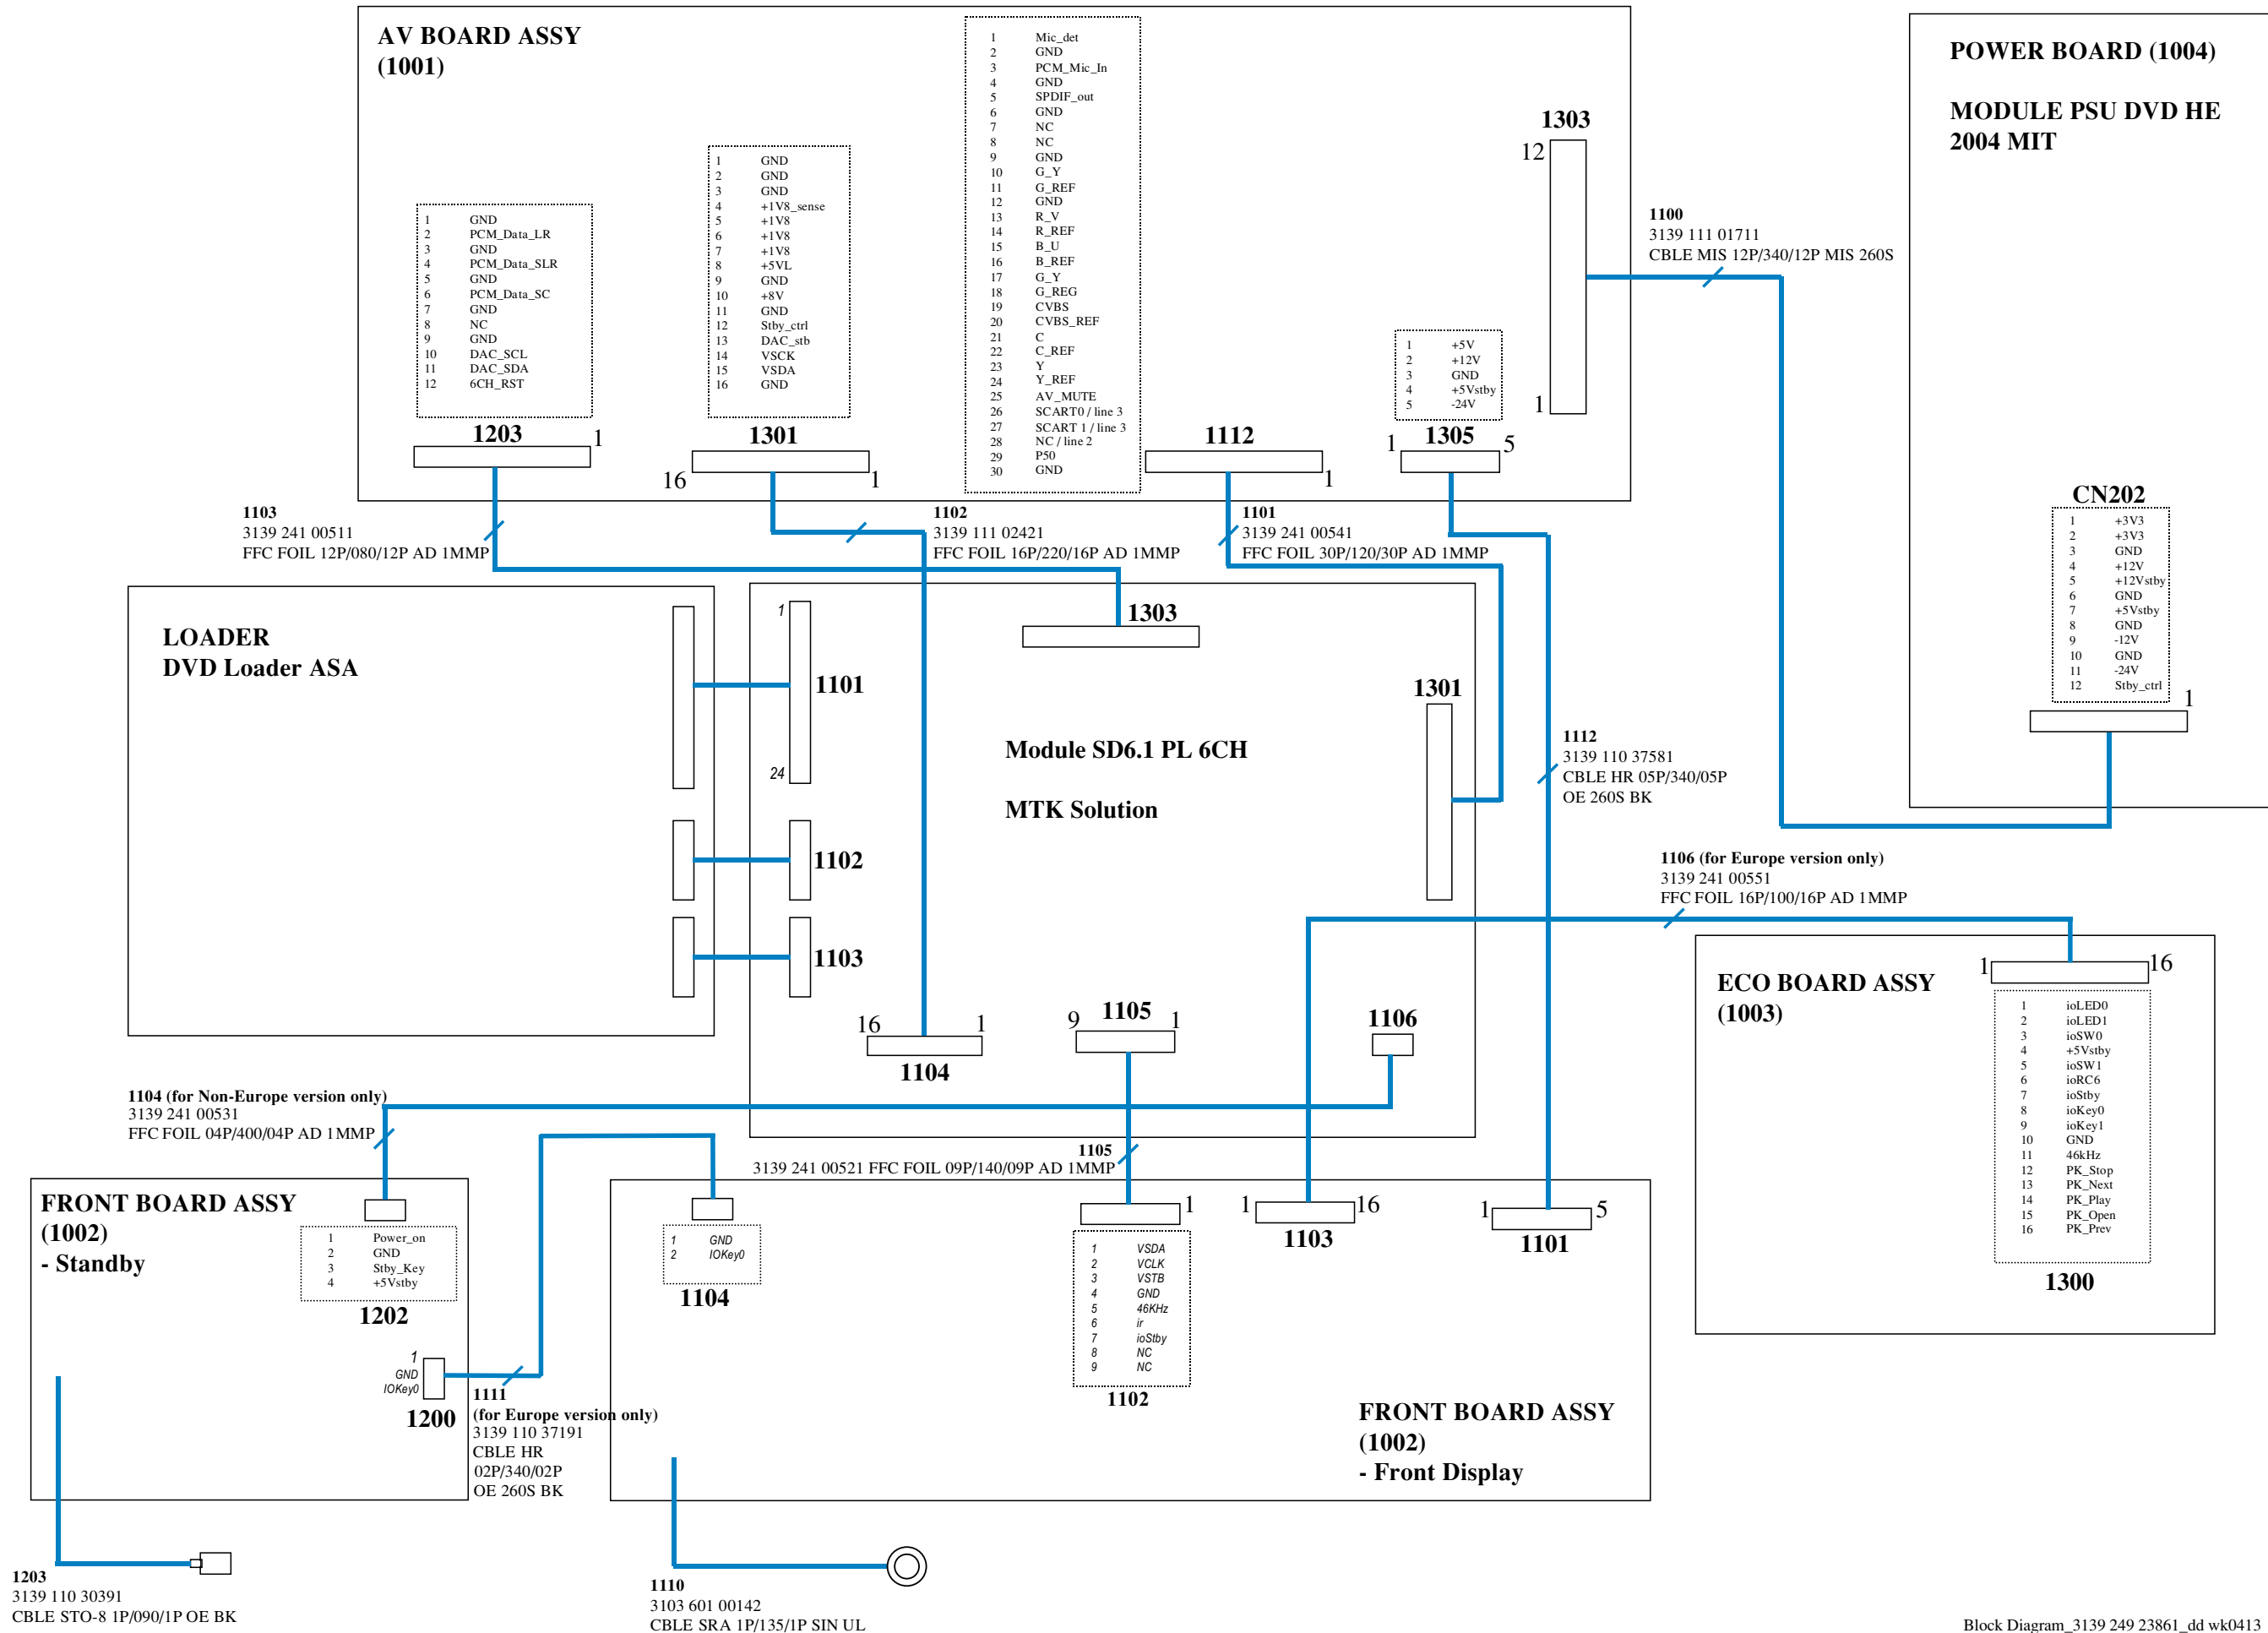 AV BOARD ASSY
(1001)
1 GND
2 PCM_Data_LR
3 GND
4 PCM_Data_SLR
5 GND
6 PCM_Data_SC
7 GND
8 NC
9 GND
10 DAC_SCL
11 DAC_SDA
12 6CH_RST
1203
1
1 GND
2 GND
3 GND
4 +1V8_sense
5 +1V8
6 +1V8
7 +1V8
8 +5VL
9 GND
10 +8V
11 GND
12 Stby_ctrl
13 DAC_stb
14 VSCK
15 VSDA
16 GND
1301
16
1
1 Mic_det
2 GND
3 PCM_Mic_In
4 GND
5 SPDIF_out
6 GND
7 NC
8 NC
9 GND
10 G_Y
11 G_REF
12 GND
13 R_V
14 R_REF
15 B_U
16 B_REF
17 G_Y
18 G_REG
19 CVBS
20 CVBS_REF
21 C
22 C_REF
23 Y
24 Y_REF
25 AV_MUTE
26 SCART0 / line 3
27 SCART 1 / line 3
28 NC / line 2
29 P50
30 GND
1112
1
1 +5V
2 +12V
3 GND
4 +5Vstby
5 -24V
1 1305 5
1303
12
1
1100
3139 111 01711
CBLE MIS 12P/340/12P MIS 260S
POWER BOARD (1004)
MODULE PSU DVD HE
2004 MIT
CN202
1 +3V3
2 +3V3
3 GND
4 +12V
5 +12Vstby
6 GND
7 +5Vstby
8 GND
9 -12V
10 GND
11 -24V
12 Stby_ctrl
1
1103
3139 241 00511
FFC FOIL 12P/080/12P AD 1MMP
1102
3139 111 02421
FFC FOIL 16P/220/16P AD 1MMP
1101
3139 241 00541
FFC FOIL 30P/120/30P AD 1MMP
LOADER
DVD Loader ASA
1
1101
24
1102
1103
1303
1301
Module SD6.1 PL 6CH
MTK Solution
16 1
1104
9 1105 1
1106
1112
3139 110 37581
CBLE HR 05P/340/05P
OE 260S BK
1106 (for Europe version only)
3139 241 00551
FFC FOIL 16P/100/16P AD 1MMP
ECO BOARD ASSY
(1003)
1 16
1 ioLED0
2 ioLED1
3 ioSW0
4 +5Vstby
5 ioSW1
6 ioRC6
7 ioStby
8 ioKey0
9 ioKey1
10 GND
11 46kHz
12 PK_Stop
13 PK_Next
14 PK_Play
15 PK_Open
16 PK_Prev
1300
1104 (for Non-Europe version only)
3139 241 00531
FFC FOIL 04P/400/04P AD 1MMP
1105
3139 241 00521 FFC FOIL 09P/140/09P AD 1MMP
FRONT BOARD ASSY
(1002)
- Standby
1 Power_on
2 GND
3 Stby_Key
4 +5Vstby
1202
1
GND
IOKey0
1200
1111
(for Europe version only)
3139 110 37191
CBLE HR
02P/340/02P
OE 260S BK
1 GND
2 IOKey0
1104
1
1 VSDA
2 VCLK
3 VSTB
4 GND
5 46KHz
6 ir
7 ioStby
8 NC
9 NC
1102
1 16
1103
1 5
1101
FRONT BOARD ASSY
(1002)
- Front Display
1203
3139 110 30391
CBLE STO-8 1P/090/1P OE BK
1110
3103 601 00142
CBLE SRA 1P/135/1P SIN UL
Block Diagram_3139 249 23861_dd wk0413